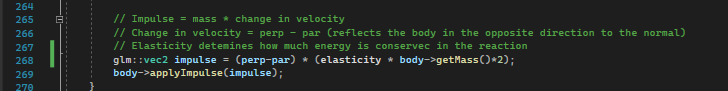 264
265 // Impulse = mass * change in velocity
266 // Change in velocity = perp - par (reflects the body in the opposite direction to the normal)
267 // Elasticity detemines how much energy is conservec in the reaction
268 glm::vec2 impulse = (perp-par) * (elasticity * body->getMass()*2);
269 body->applyImpulse(impulse);
270 }